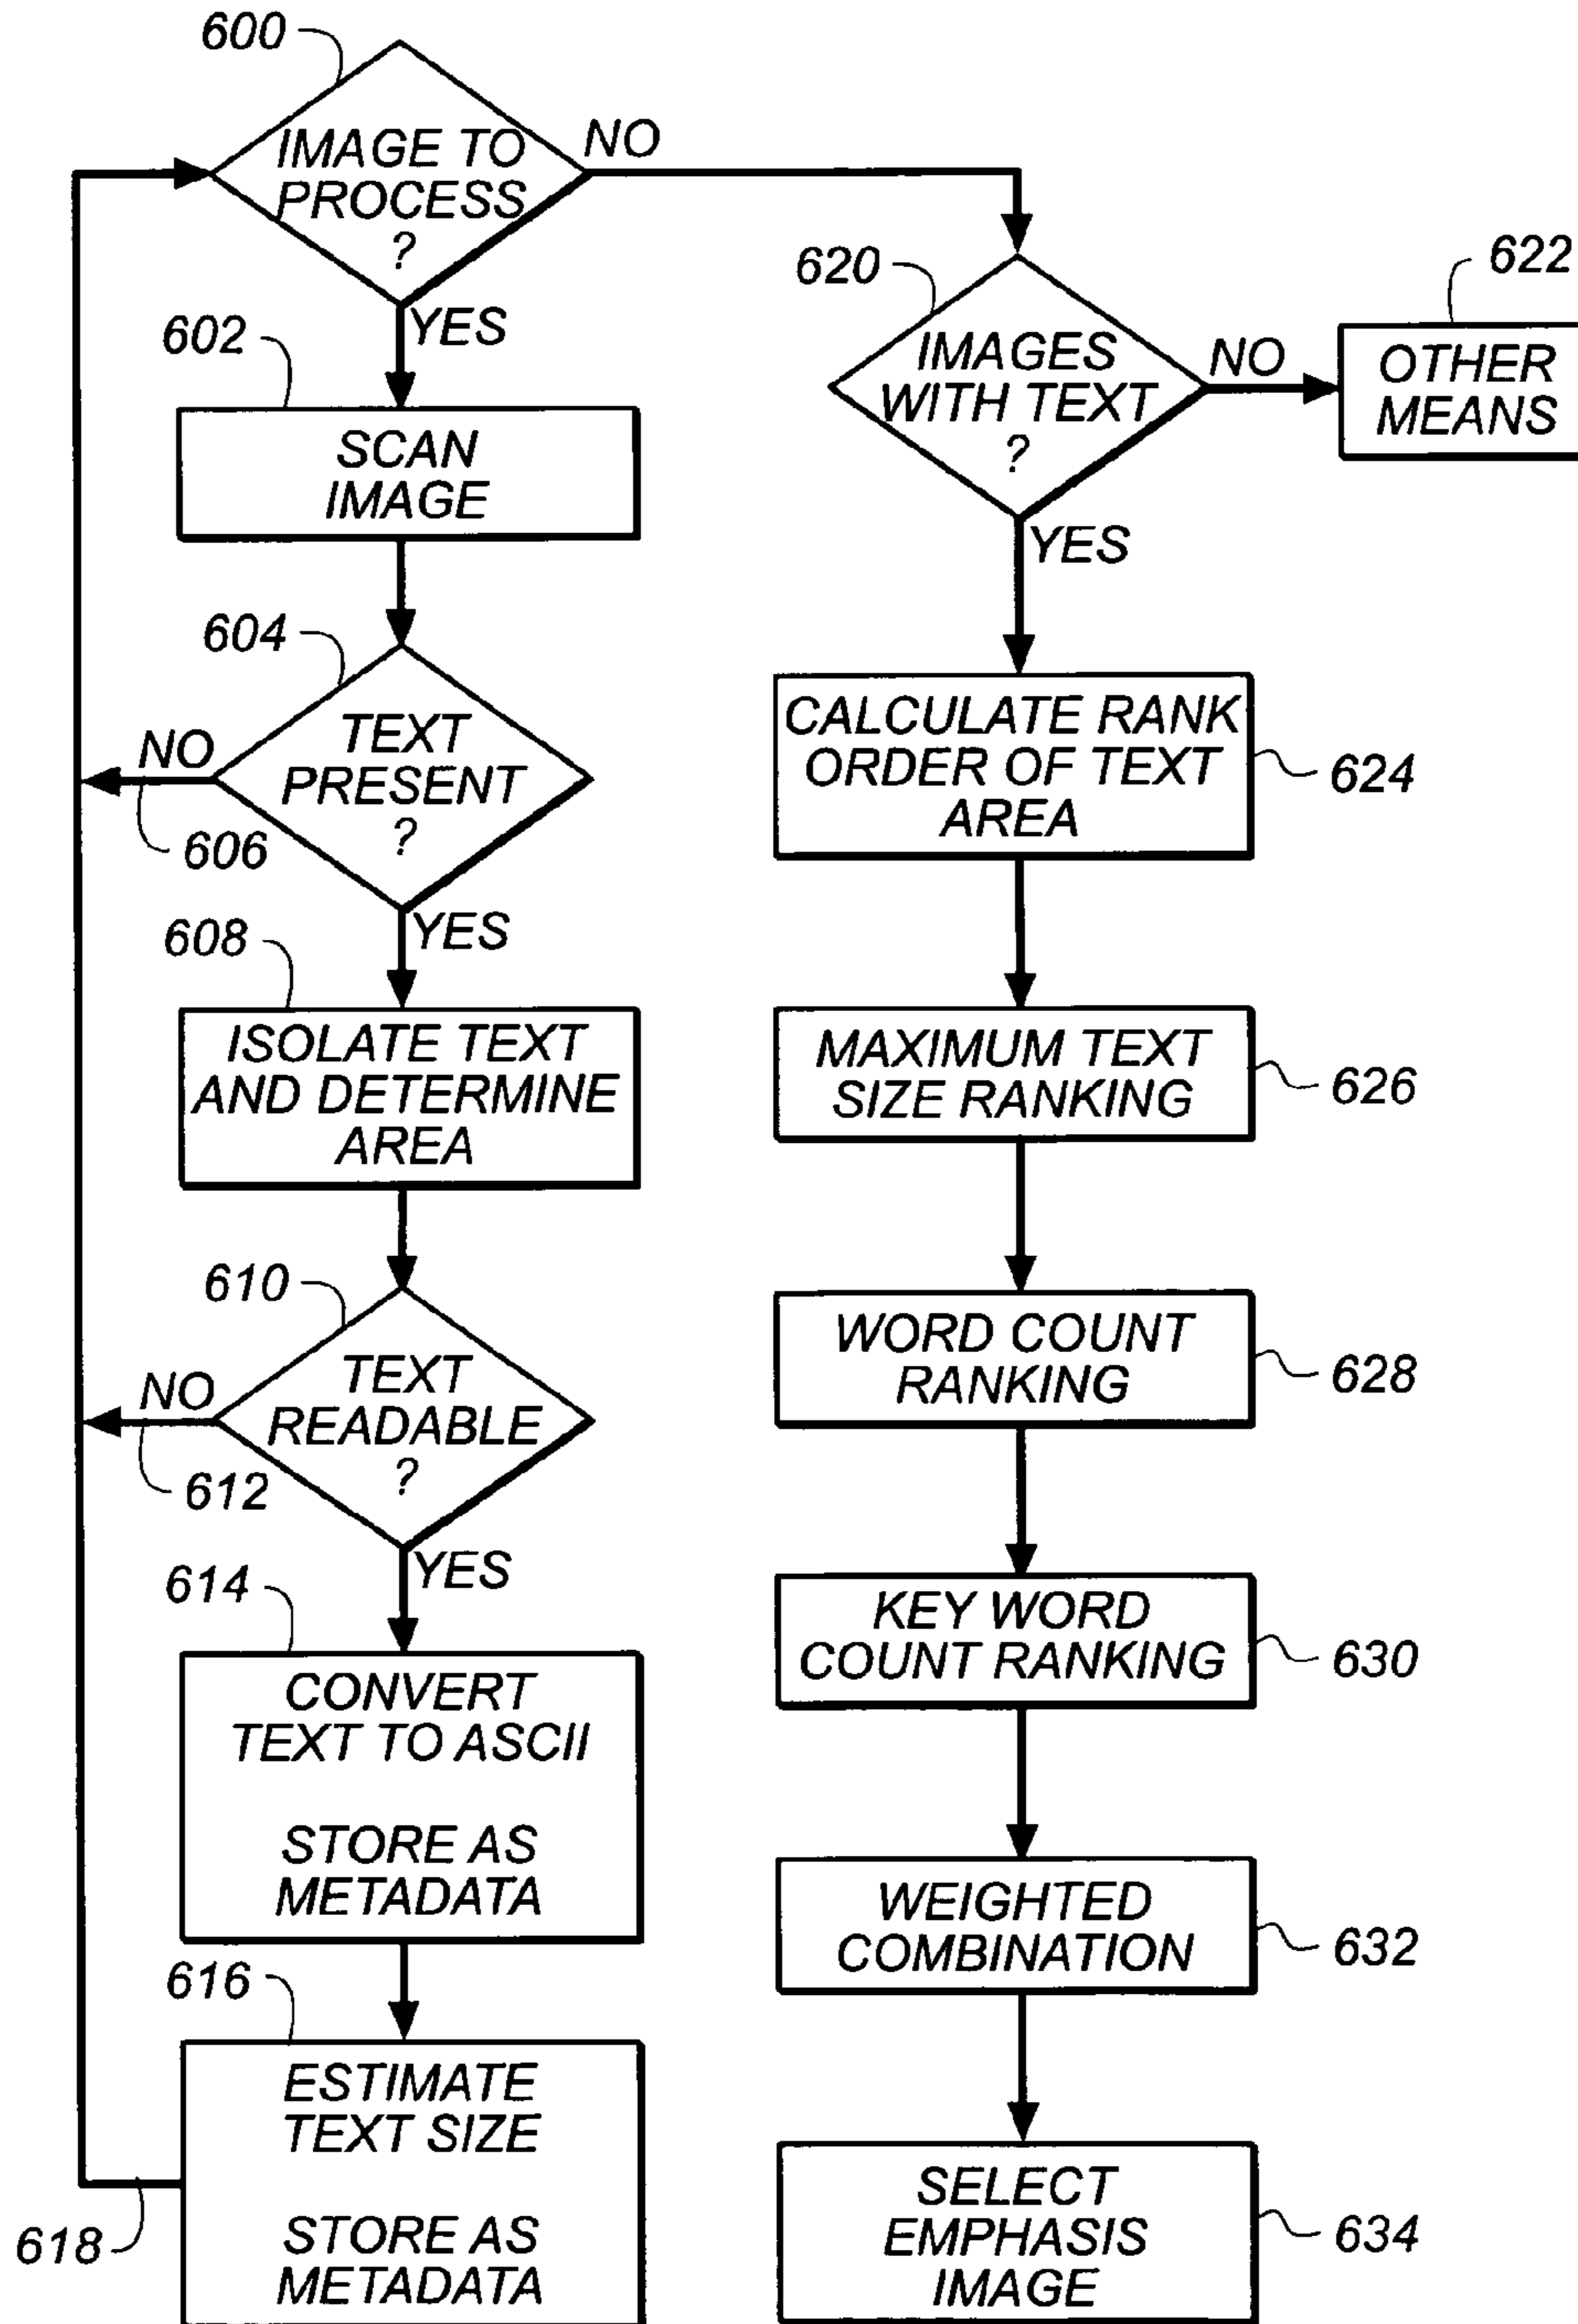 600
IMAGE TO
PROCESS
?
NO
YES
602
SCAN
IMAGE
604
TEXT
PRESENT
?
NO
606
YES
608
ISOLATE TEXT
AND DETERMINE
AREA
610
TEXT
READABLE
?
NO
612
YES
614
CONVERT
TEXT TO ASCII
STORE AS
METADATA
616
ESTIMATE
TEXT SIZE
STORE AS
METADATA
618
620
IMAGES
WITH TEXT
?
NO
622
OTHER
MEANS
YES
CALCULATE RANK
ORDER OF TEXT
AREA
624
MAXIMUM TEXT
SIZE RANKING
626
WORD COUNT
RANKING
628
KEY WORD
COUNT RANKING
630
WEIGHTED
COMBINATION
632
SELECT
EMPHASIS
IMAGE
634